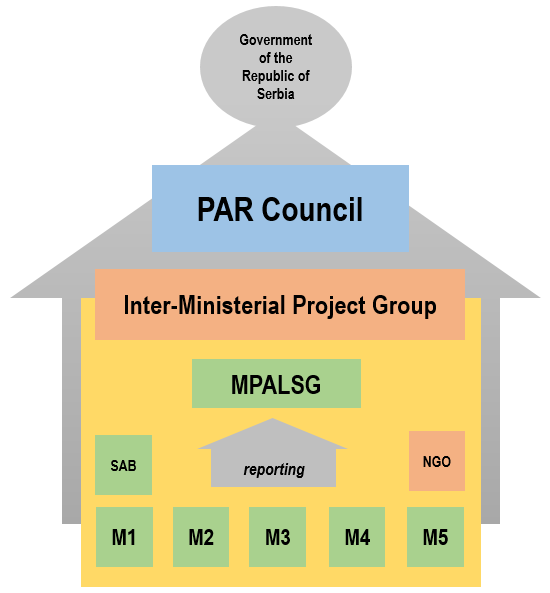 Government
of the
Republic of
Serbia
PAR Council
Inter-Ministerial Project Group
MPALSG
SAB
reporting
NGO
M1 M2 M3 M4 M5